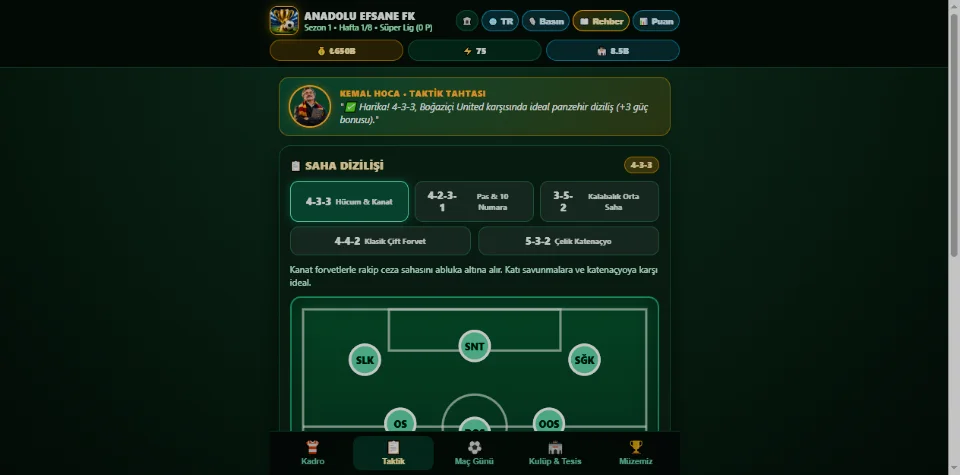 ANADOLU EFSANE FK
Sezon 1 • Hafta 1/8 • Süper Lig (0 P)
TR
Basın
Rehber
Puan
₺650B
75
8.5B
KEMAL HOCA • TAKTİK TAHTASI
" ✅ Harika! 4-3-3, Boğaziçi United karşısında ideal panzehir diziliş (+3 güç
bonusu)."
SAHA DİZİLİŞİ
4-3-3
4-3-3 Hücum & Kanat
4-2-3-1 Pas & 10 Numara
3-5-2 Kalabalık Orta Saha
4-4-2 Klasik Çift Forvet
5-3-2 Çelik Katenaçyo
Kanat forvetlerle rakip ceza sahasını abluka altına alır. Katı savunmalara ve katenaçyoya karşı
ideal.
SNT
SLK
SĞK
OS
OOS
Kadro
Taktik
Maç Günü
Kulüp & Tesis
Müzemiz